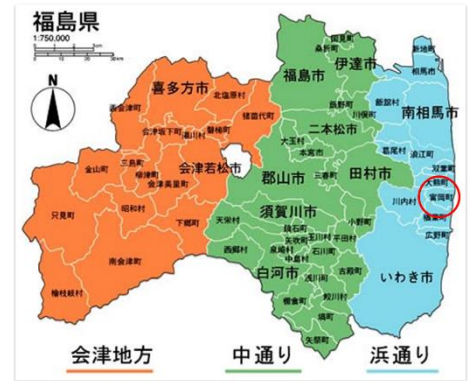 福島県
1:750.000
N
国見町
桑折町
伊達市
新地町
福島市
相馬市
喜多方市
北塩原村
飯野町
川俣町
飯舘村
南相馬市
西会津町
猪苗代町
二本松市
会津坂下町
湯川村
磐梯町
大玉村
本宮市
葛尾村
浪江町
三島町
会津若松市
田村市
双葉町
金山町
柳津町
郡山市
三春町
大熊町
会津美里町
川内村
富岡町
只見町
昭和村
須賀川市
小野町
楢葉町
下郷町
天栄村
鏡石町
広野町
矢吹町
玉川村
平田村
西郷村
泉崎村
中島村
石川町
南会津町
白河市
古殿町
いわき市
浅川町
檜枝岐村
棚倉町
鮫川村
塙町
矢祭町
会津地方
中通り
浜通り